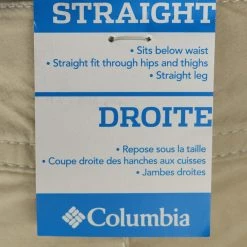 STRAIGHT
• Sits below waist
• Straight fit through hips and thighs
• Straight leg
DROITE
• Repose sous la taille
• Coupe droite des hanches aux cuisses
• Jambes droites
Columbia